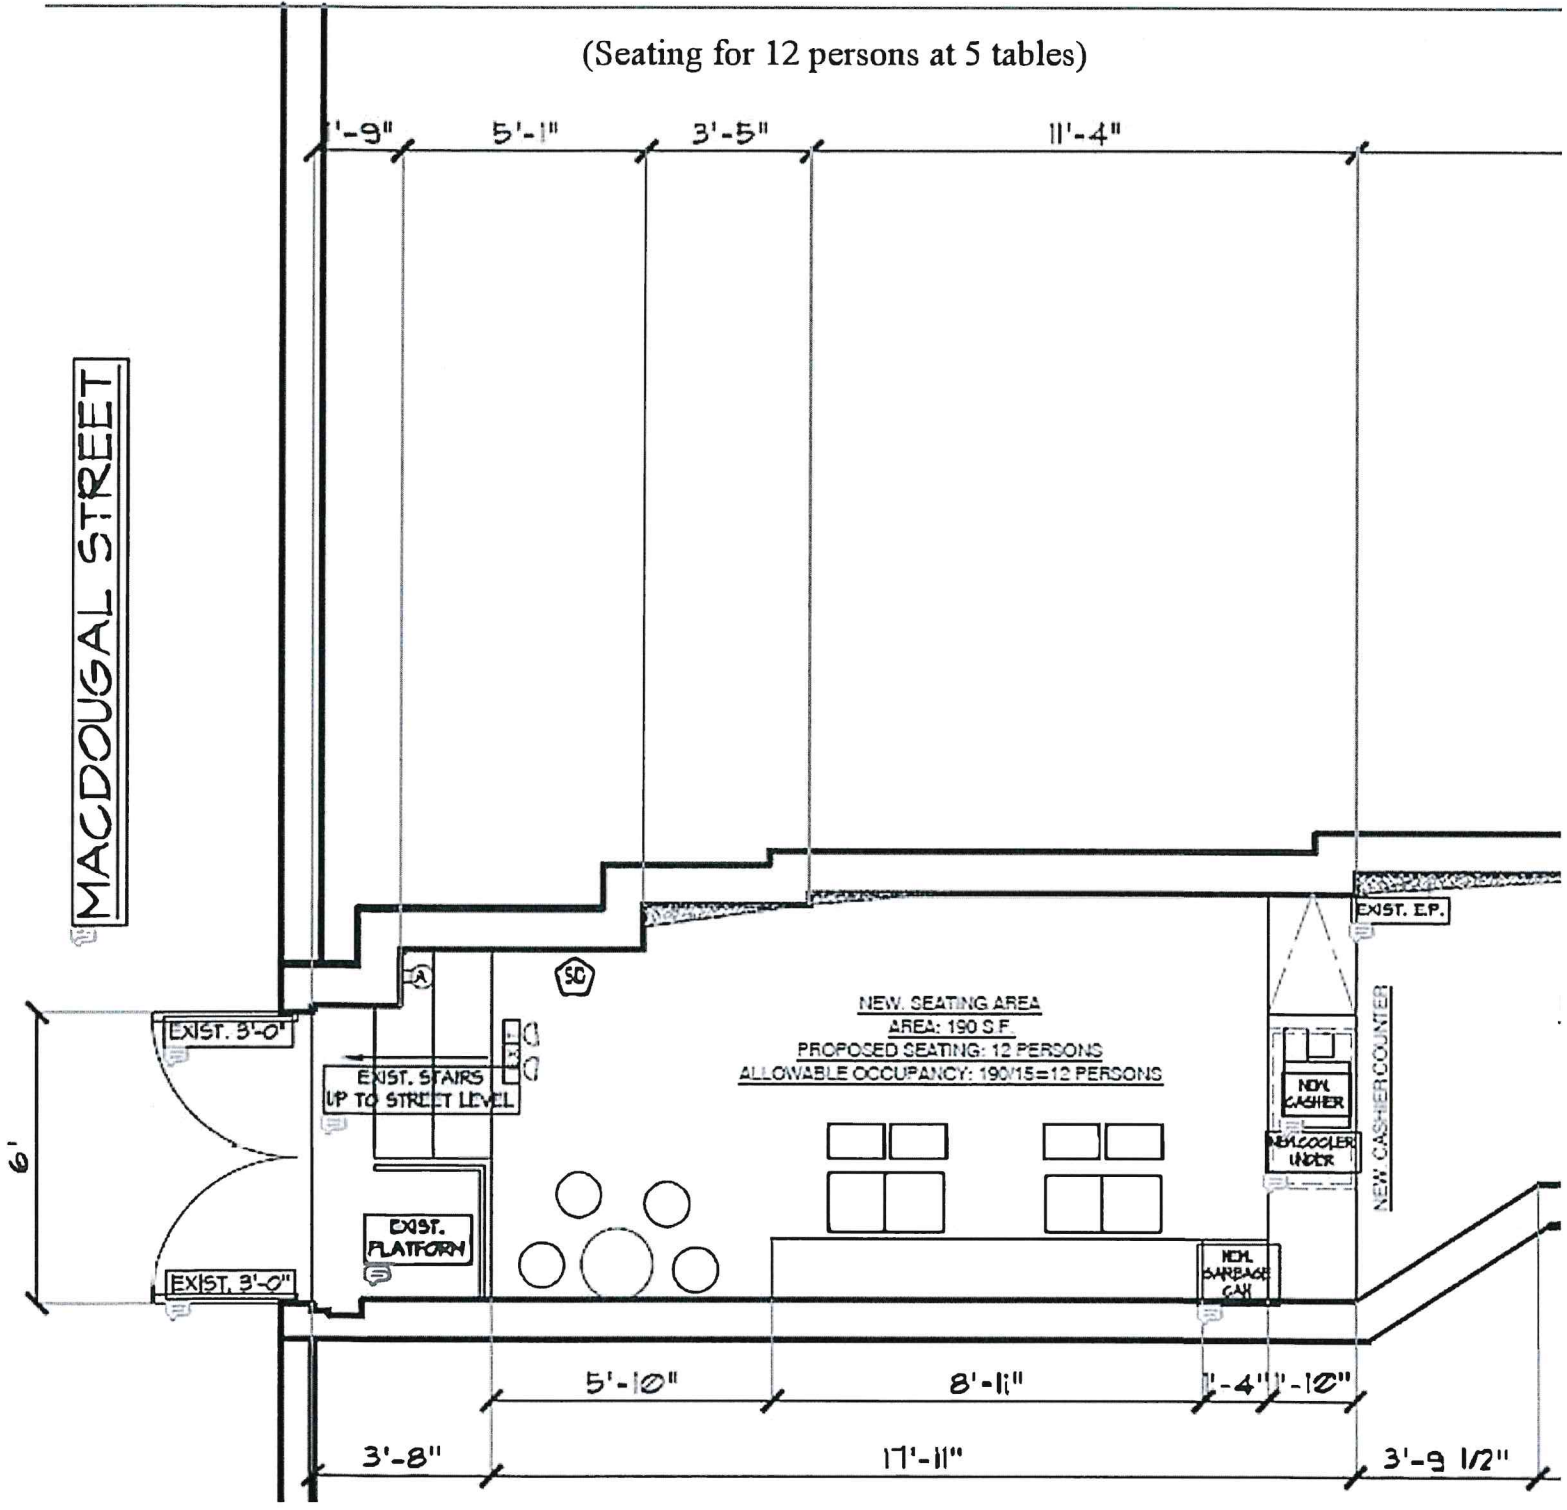 (Seating for 12 persons at 5 tables)
1'-9" 5'-1" 3'-5" 11'-4"
MACDOUGAL STREET
EXIST. E.P.
A
SD
NEW SEATING AREA
AREA: 190 S.F.
PROPOSED SEATING: 12 PERSONS
ALLOWABLE OCCUPANCY: 190/15=12 PERSONS
EXIST. 3'-0"
EXIST. STAIRS
UP TO STREET LEVEL
NEW
CASHIER
NEW COOLER
UNDER
NEW CASHIER COUNTER
6'
EXIST.
PLATFORM
EXIST. 3'-0"
NEW
GARBAGE
CAN
5'-10" 8'-11" 1'-4" 1'-10"
3'-8" 17'-11" 3'-9 1/2"